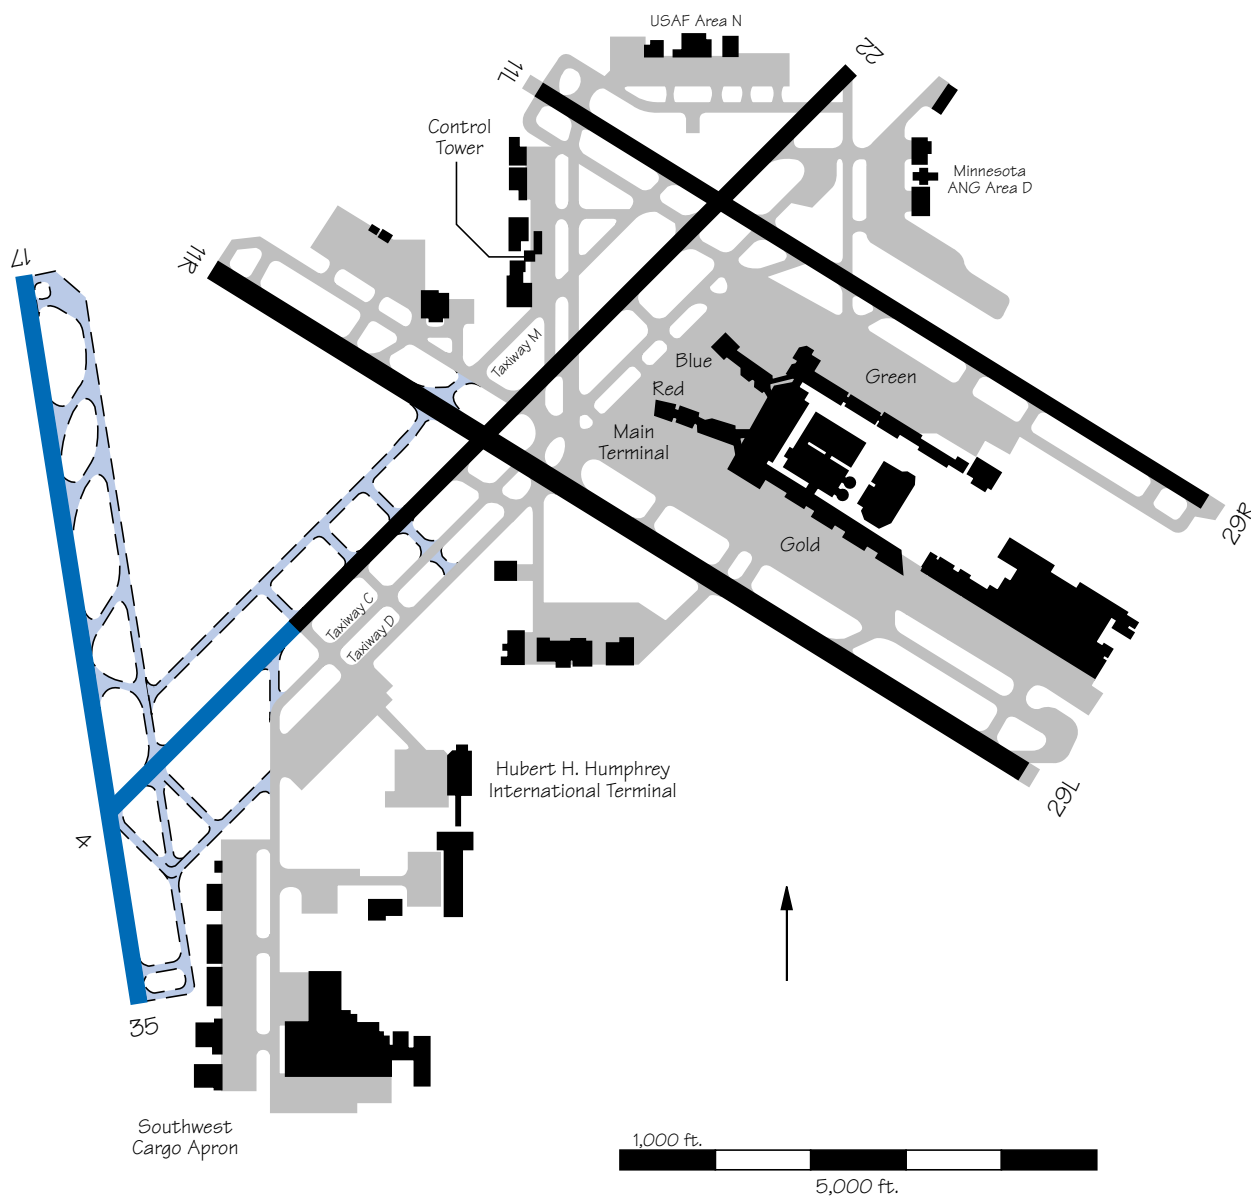 USAF Area N
22
11L
Control
Tower
Minnesota
ANG Area D
17
11R
Taxiway M
Blue
Green
Red
Main
Terminal
29R
Gold
Taxiway C
Taxiway D
Hubert H. Humphrey
International Terminal
29L
4
35
Southwest
Cargo Apron
1,000 ft.
5,000 ft.